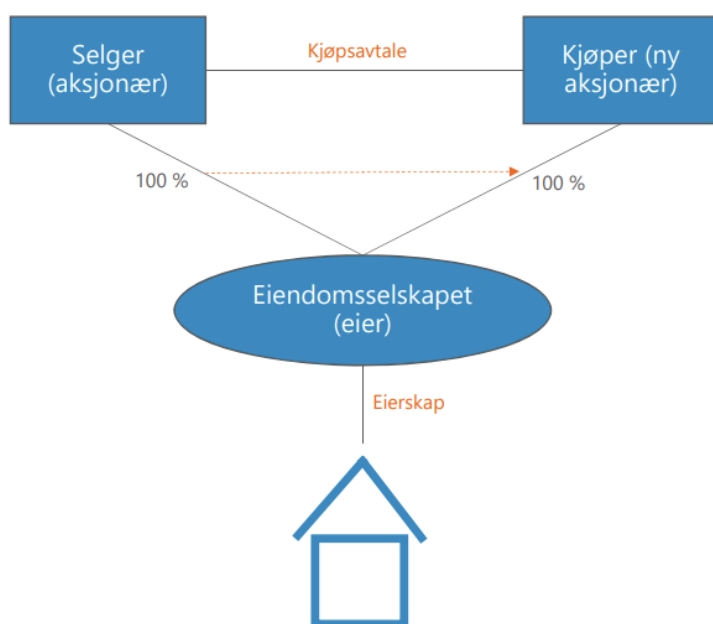 Selger
(aksjonær)
Kjøpsavtale
Kjøper (ny
aksjonær)
100 %
100 %
Eiendomsselskapet
(eier)
Eierskap